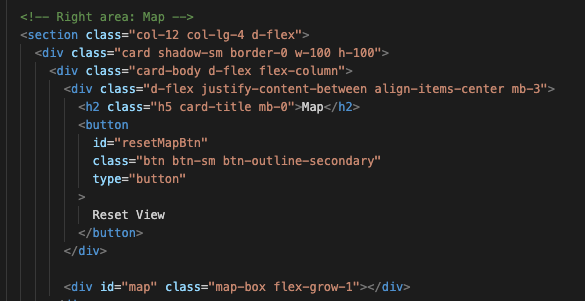 <!-- Right area: Map -->
<section class="col-12 col-lg-4 d-flex">
<div class="card shadow-sm border-0 w-100 h-100">
<div class="card-body d-flex flex-column">
<div class="d-flex justify-content-between align-items-center mb-3">
<h2 class="h5 card-title mb-0">Map</h2>
<button
id="resetMapBtn"
class="btn btn-sm btn-outline-secondary"
type="button"
>
Reset View
</button>
</div>
<div id="map" class="map-box flex-grow-1"></div>